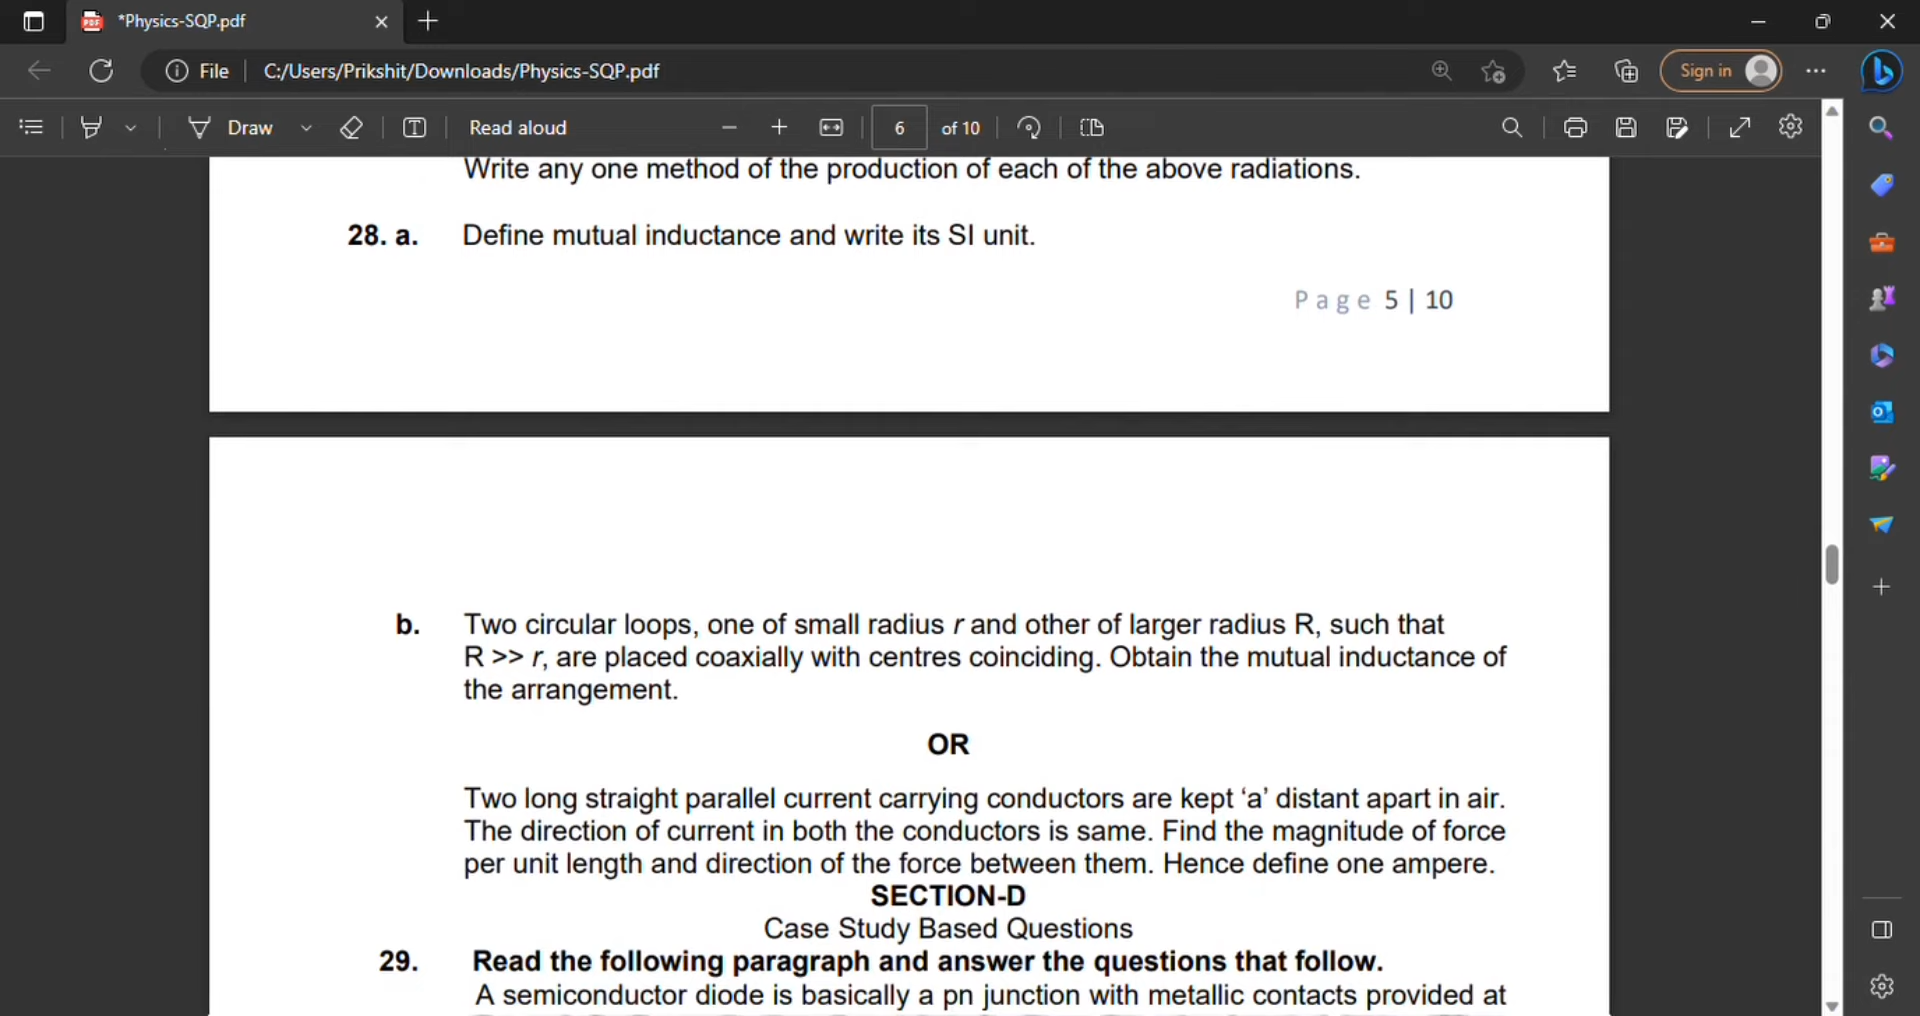 *Physics-SQP.pdf
File
C:/Users/Prikshit/Downloads/Physics-SQP.pdf
Sign in
Draw
Read aloud
6 of 10
Write any one method of the production of each of the above radiations.
28. a. Define mutual inductance and write its SI unit.
Page 5 | 10
b. Two circular loops, one of small radius r and other of larger radius R, such that
R >> r, are placed coaxially with centres coinciding. Obtain the mutual inductance of
the arrangement.
OR
Two long straight parallel current carrying conductors are kept ‘a’ distant apart in air.
The direction of current in both the conductors is same. Find the magnitude of force
per unit length and direction of the force between them. Hence define one ampere.
SECTION-D
Case Study Based Questions
29. Read the following paragraph and answer the questions that follow.
A semiconductor diode is basically a pn junction with metallic contacts provided at